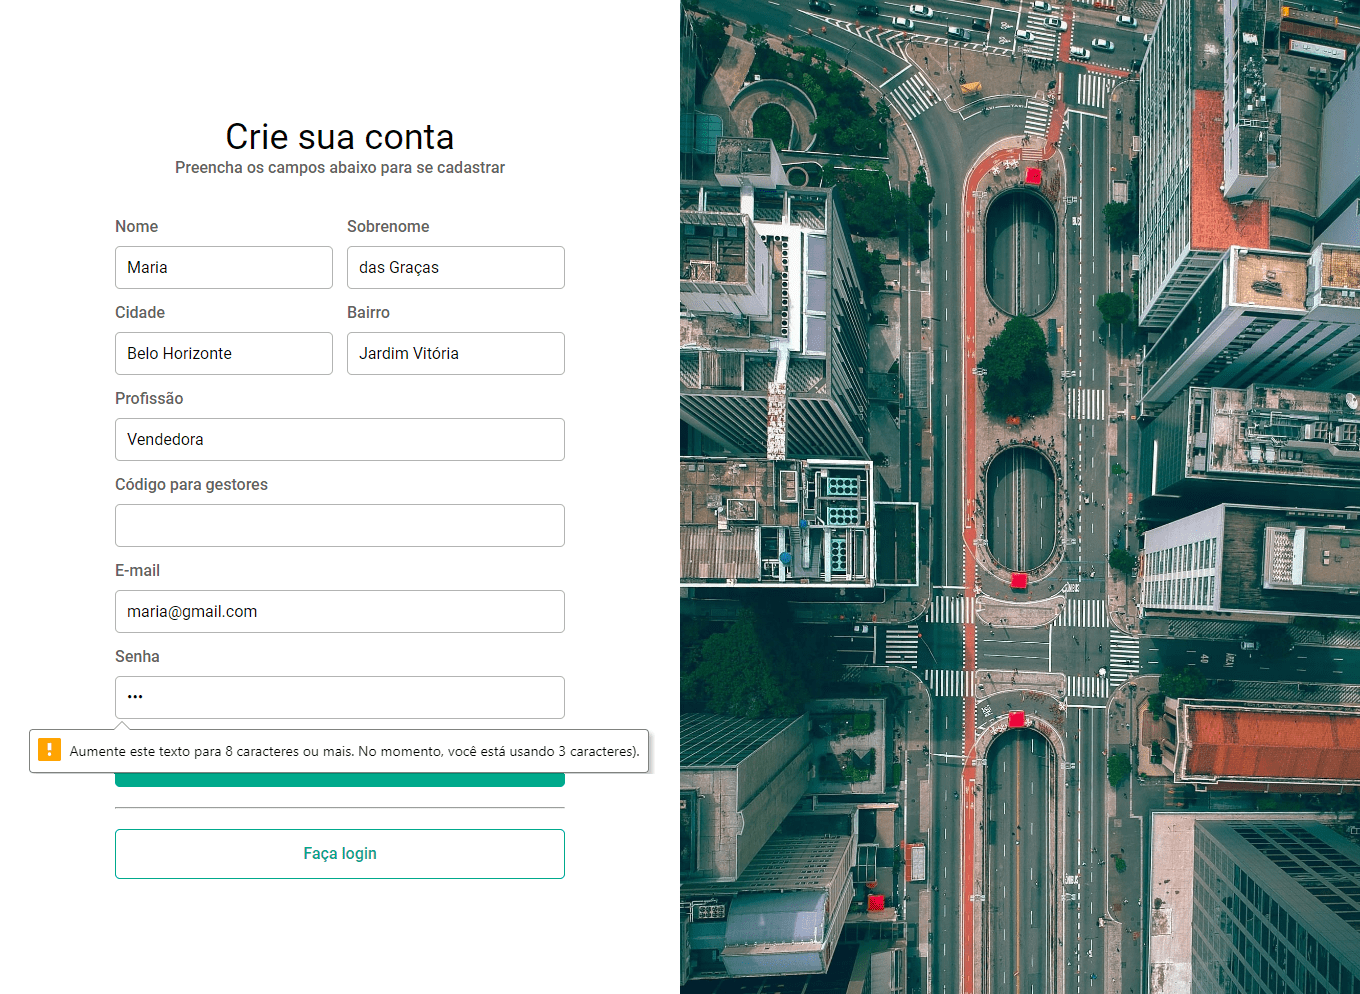 Crie sua conta
Preencha os campos abaixo para se cadastrar
Nome Sobrenome
Maria das Graças
Cidade Bairro
Belo Horizonte Jardim Vitória
Profissão
Vendedora
Código para gestores
E-mail
maria@gmail.com
Senha
•••
Aumente este texto para 8 caracteres ou mais. No momento, você está usando 3 caracteres).
Faça login